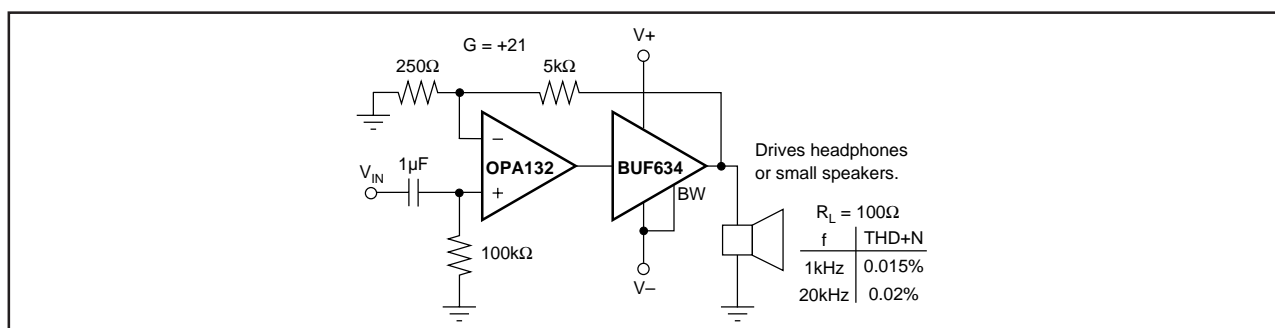 G = +21
V+
250Ω
5kΩ
–
OPA132
+
BUF634
BW
1µF
V_IN
100kΩ
V–
Drives headphones
or small speakers.
R_L = 100Ω
f THD+N
1kHz 0.015%
20kHz 0.02%